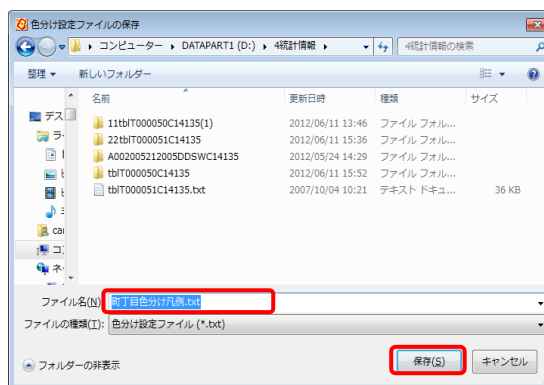 色分け設定ファイルの保存
コンピューター ▸ DATAPART1 (D:) ▸ 4統計情報 ▸
4統計情報の検索
整理 ▼ 新しいフォルダー
名前 更新日時 種類 サイズ
11tblT000050C14135(1) 2012/06/11 13:46 ファイル フォル...
22tblT000051C14135 2012/06/11 15:36 ファイル フォル...
A002005212005DDSWC14135 2012/05/24 14:29 ファイル フォル...
tblT000050C14135 2012/06/11 15:52 ファイル フォル...
tblT000051C14135.txt 2007/10/04 10:21 テキスト ドキュ... 36 KB
デス
ラ
car
コ
ネ
ファイル名(N): 町丁目色分け凡例.txt
ファイルの種類(T): 色分け設定ファイル (*.txt)
フォルダーの非表示
保存(S) キャンセル